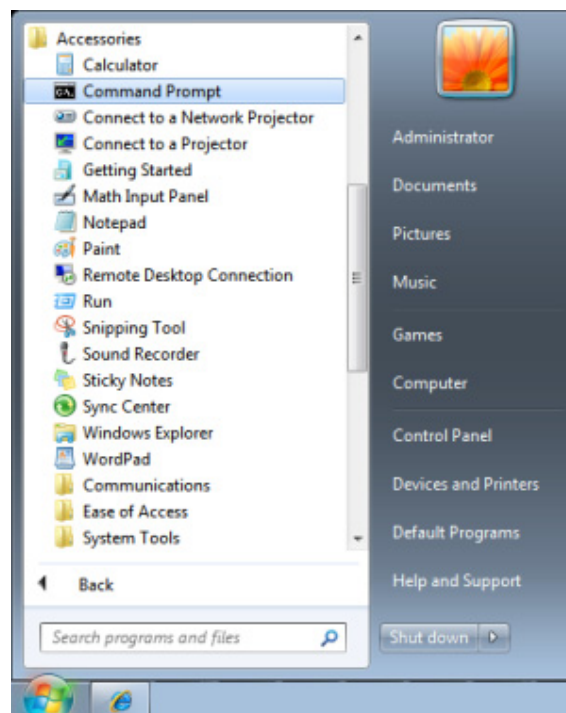 Accessories
Calculator
Command Prompt
Connect to a Network Projector
Connect to a Projector
Getting Started
Math Input Panel
Notepad
Paint
Remote Desktop Connection
Run
Snipping Tool
Sound Recorder
Sticky Notes
Sync Center
Windows Explorer
WordPad
Communications
Ease of Access
System Tools
Back
Search programs and files
Administrator
Documents
Pictures
Music
Games
Computer
Control Panel
Devices and Printers
Default Programs
Help and Support
Shut down